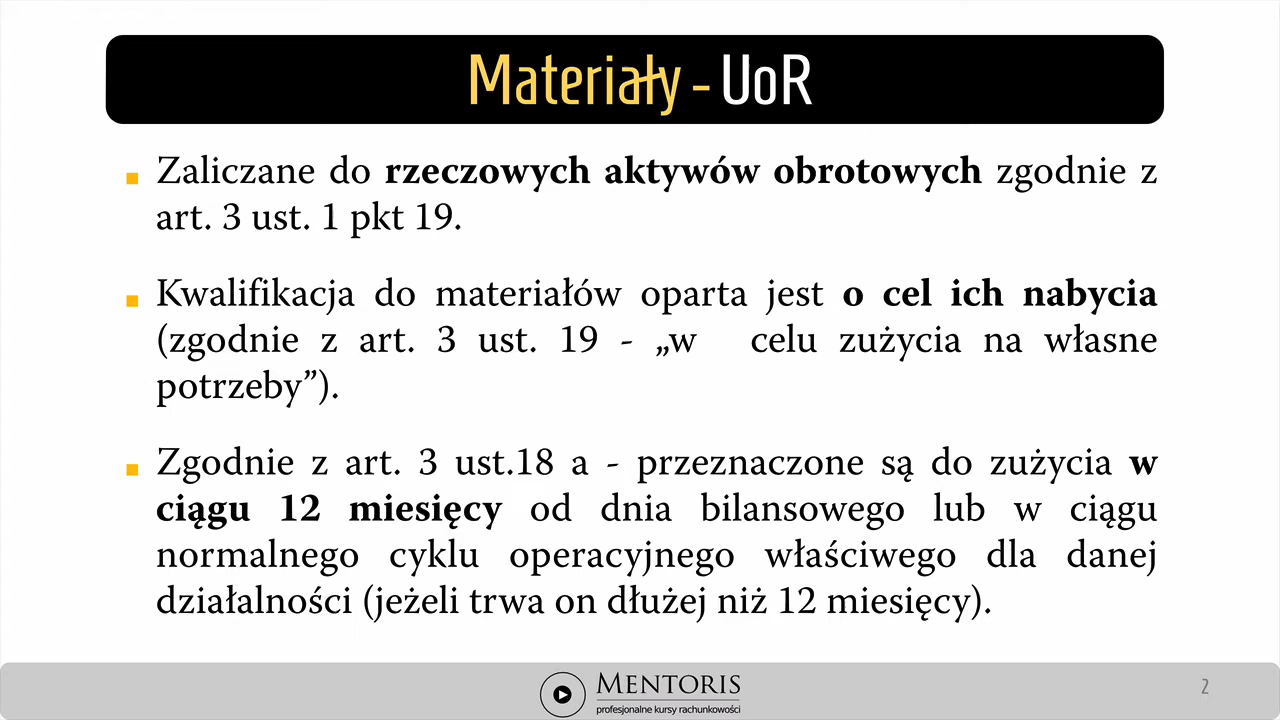 Materiały - UoR
Zaliczane do rzeczowych aktywów obrotowych zgodnie z
art. 3 ust. 1 pkt 19.
Kwalifikacja do materiałów oparta jest o cel ich nabycia
(zgodnie z art. 3 ust. 19 - „w celu zużycia na własne
potrzeby”).
Zgodnie z art. 3 ust.18 a - przeznaczone są do zużycia w
ciągu 12 miesięcy od dnia bilansowego lub w ciągu
normalnego cyklu operacyjnego właściwego dla danej
działalności (jeżeli trwa on dłużej niż 12 miesięcy).
MENTORIS
profesjonalne kursy rachunkowości
2